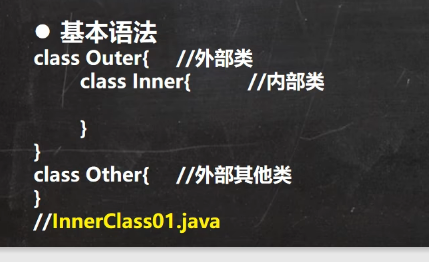 ● 基本语法
class Outer{ //外部类
class Inner{ //内部类
}
}
class Other{ //外部其他类
}
//InnerClass01.java